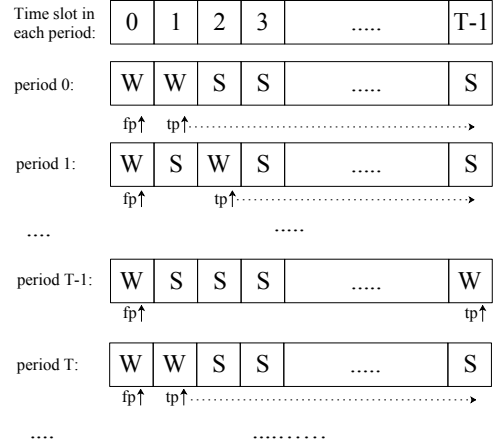 Time slot in
each period: 0 1 2 3 ..... T-1
period 0: W W S S ..... S
fp tp
period 1: W S W S ..... S
fp tp
.... .....
period T-1: W S S S ..... W
fp tp
period T: W W S S ..... S
fp tp
.... ...........